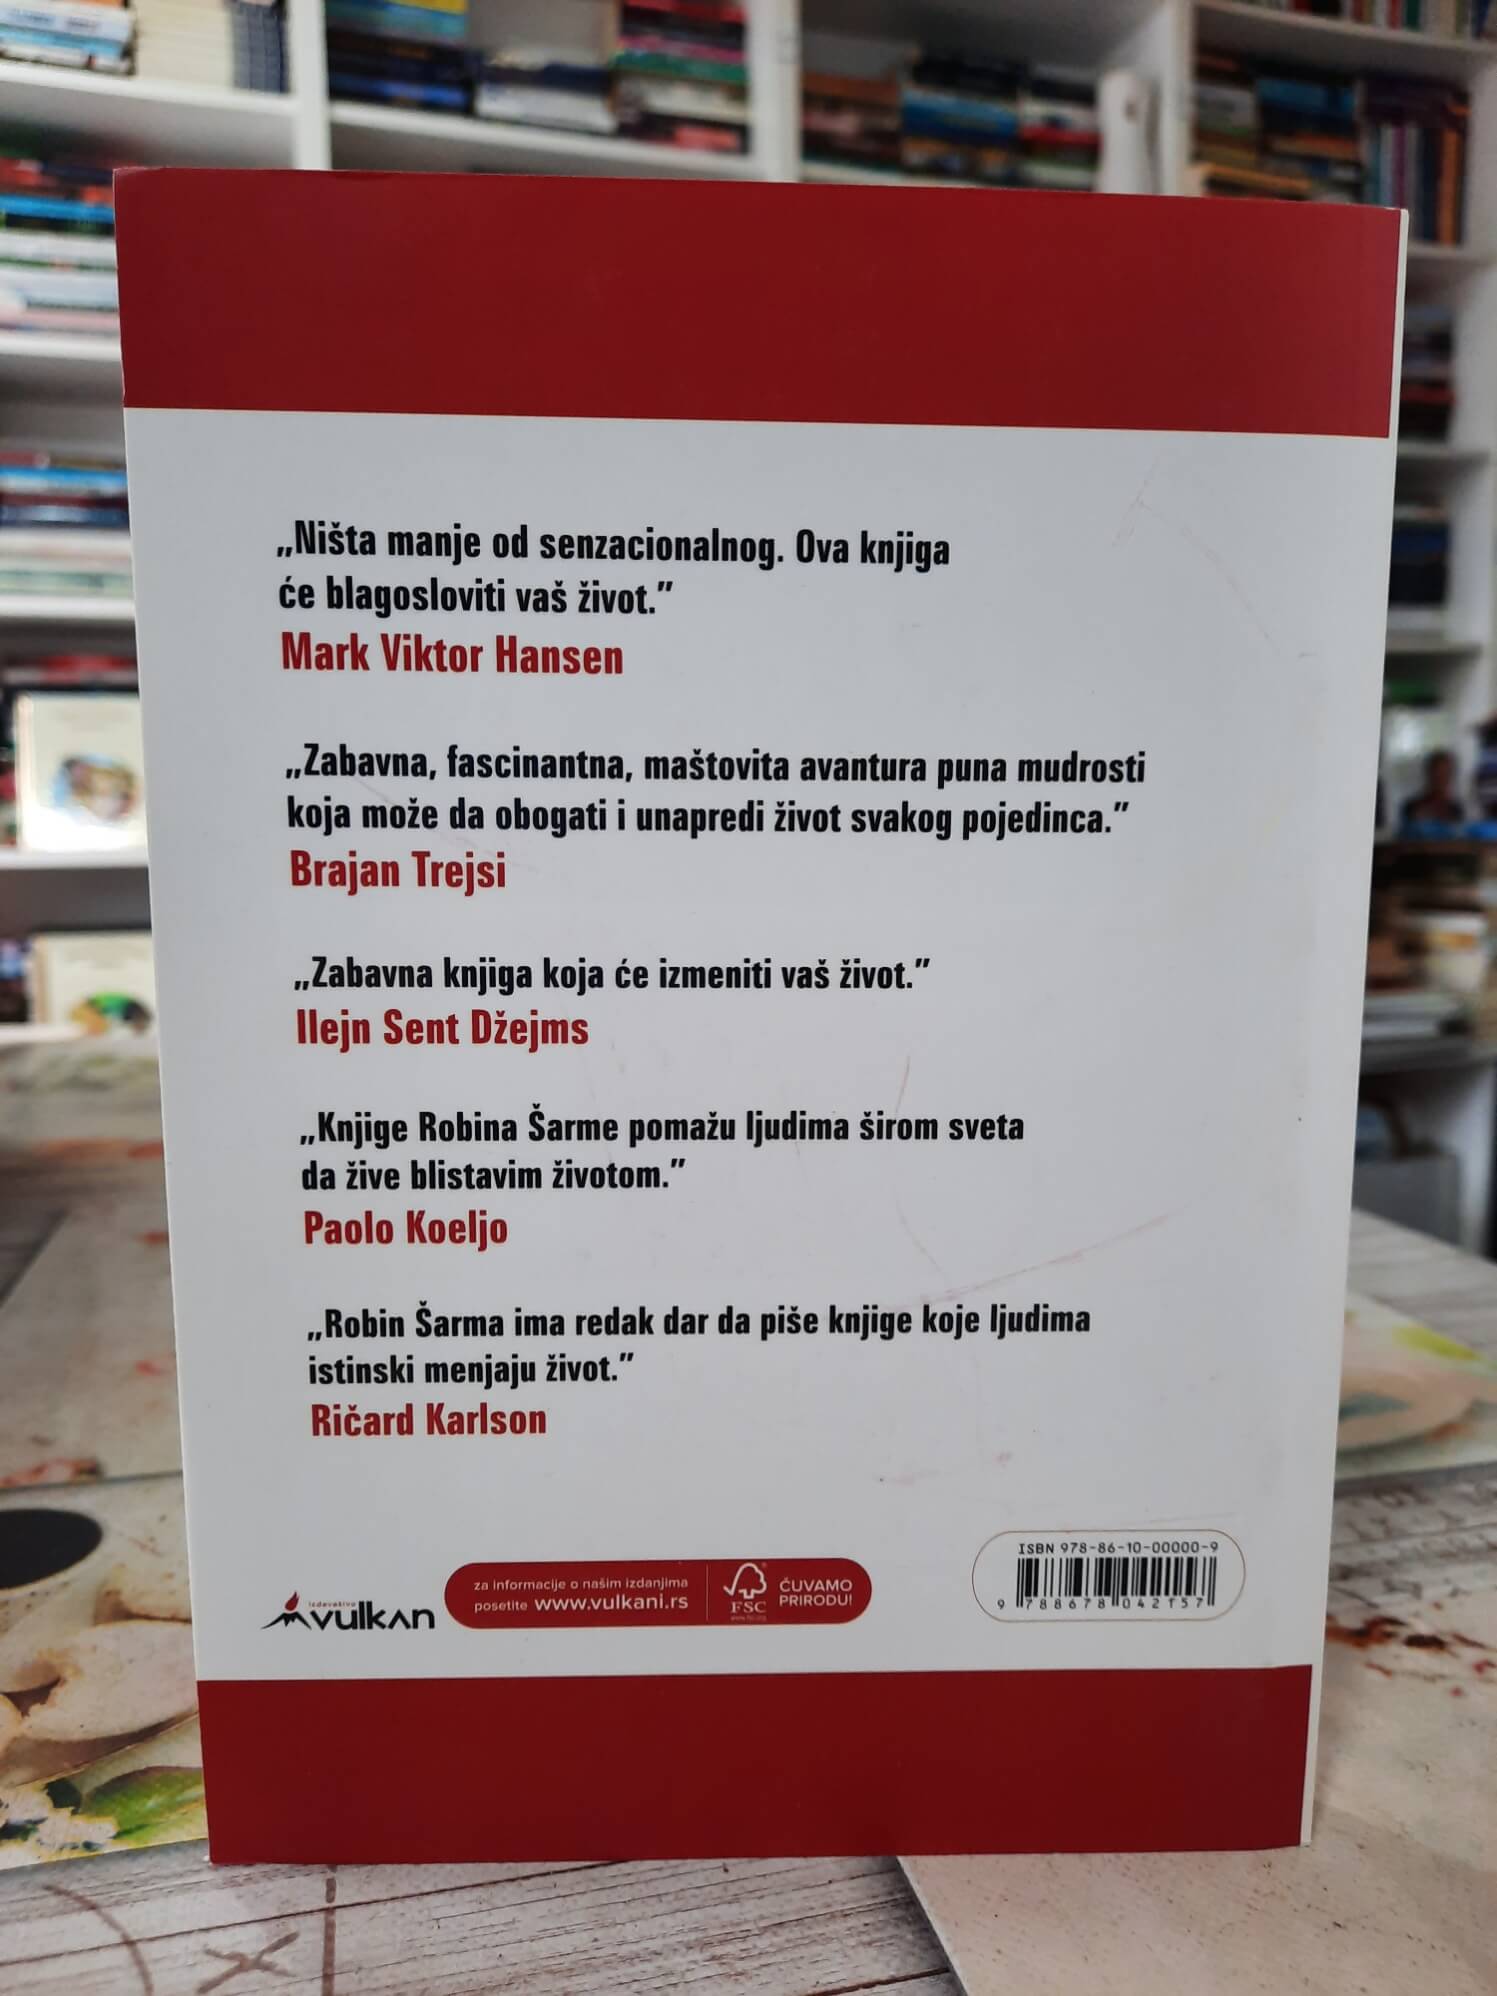 „Ništa manje od senzacionalnog. Ova knjiga
će blagosloviti vaš život.”
Mark Viktor Hansen
„Zabavna, fascinantna, maštovita avantura puna mudrosti
koja može da obogati i unapredi život svakog pojedinca.”
Brajan Trejsi
„Zabavna knjiga koja će izmeniti vaš život.”
Ilejn Sent Džejms
„Knjige Robina Šarme pomažu ljudima širom sveta
da žive blistavim životom.”
Paolo Koeljo
„Robin Šarma ima redak dar da piše knjige koje ljudima
istinski menjaju život.”
Ričard Karlson
izdavaštvo
vulkan
za informacije o našim izdanjima
posetite www.vulkani.rs
FSC
ČUVAMO
PRIRODU!
ISBN 978-86-10-00000-9
9 788678 042157